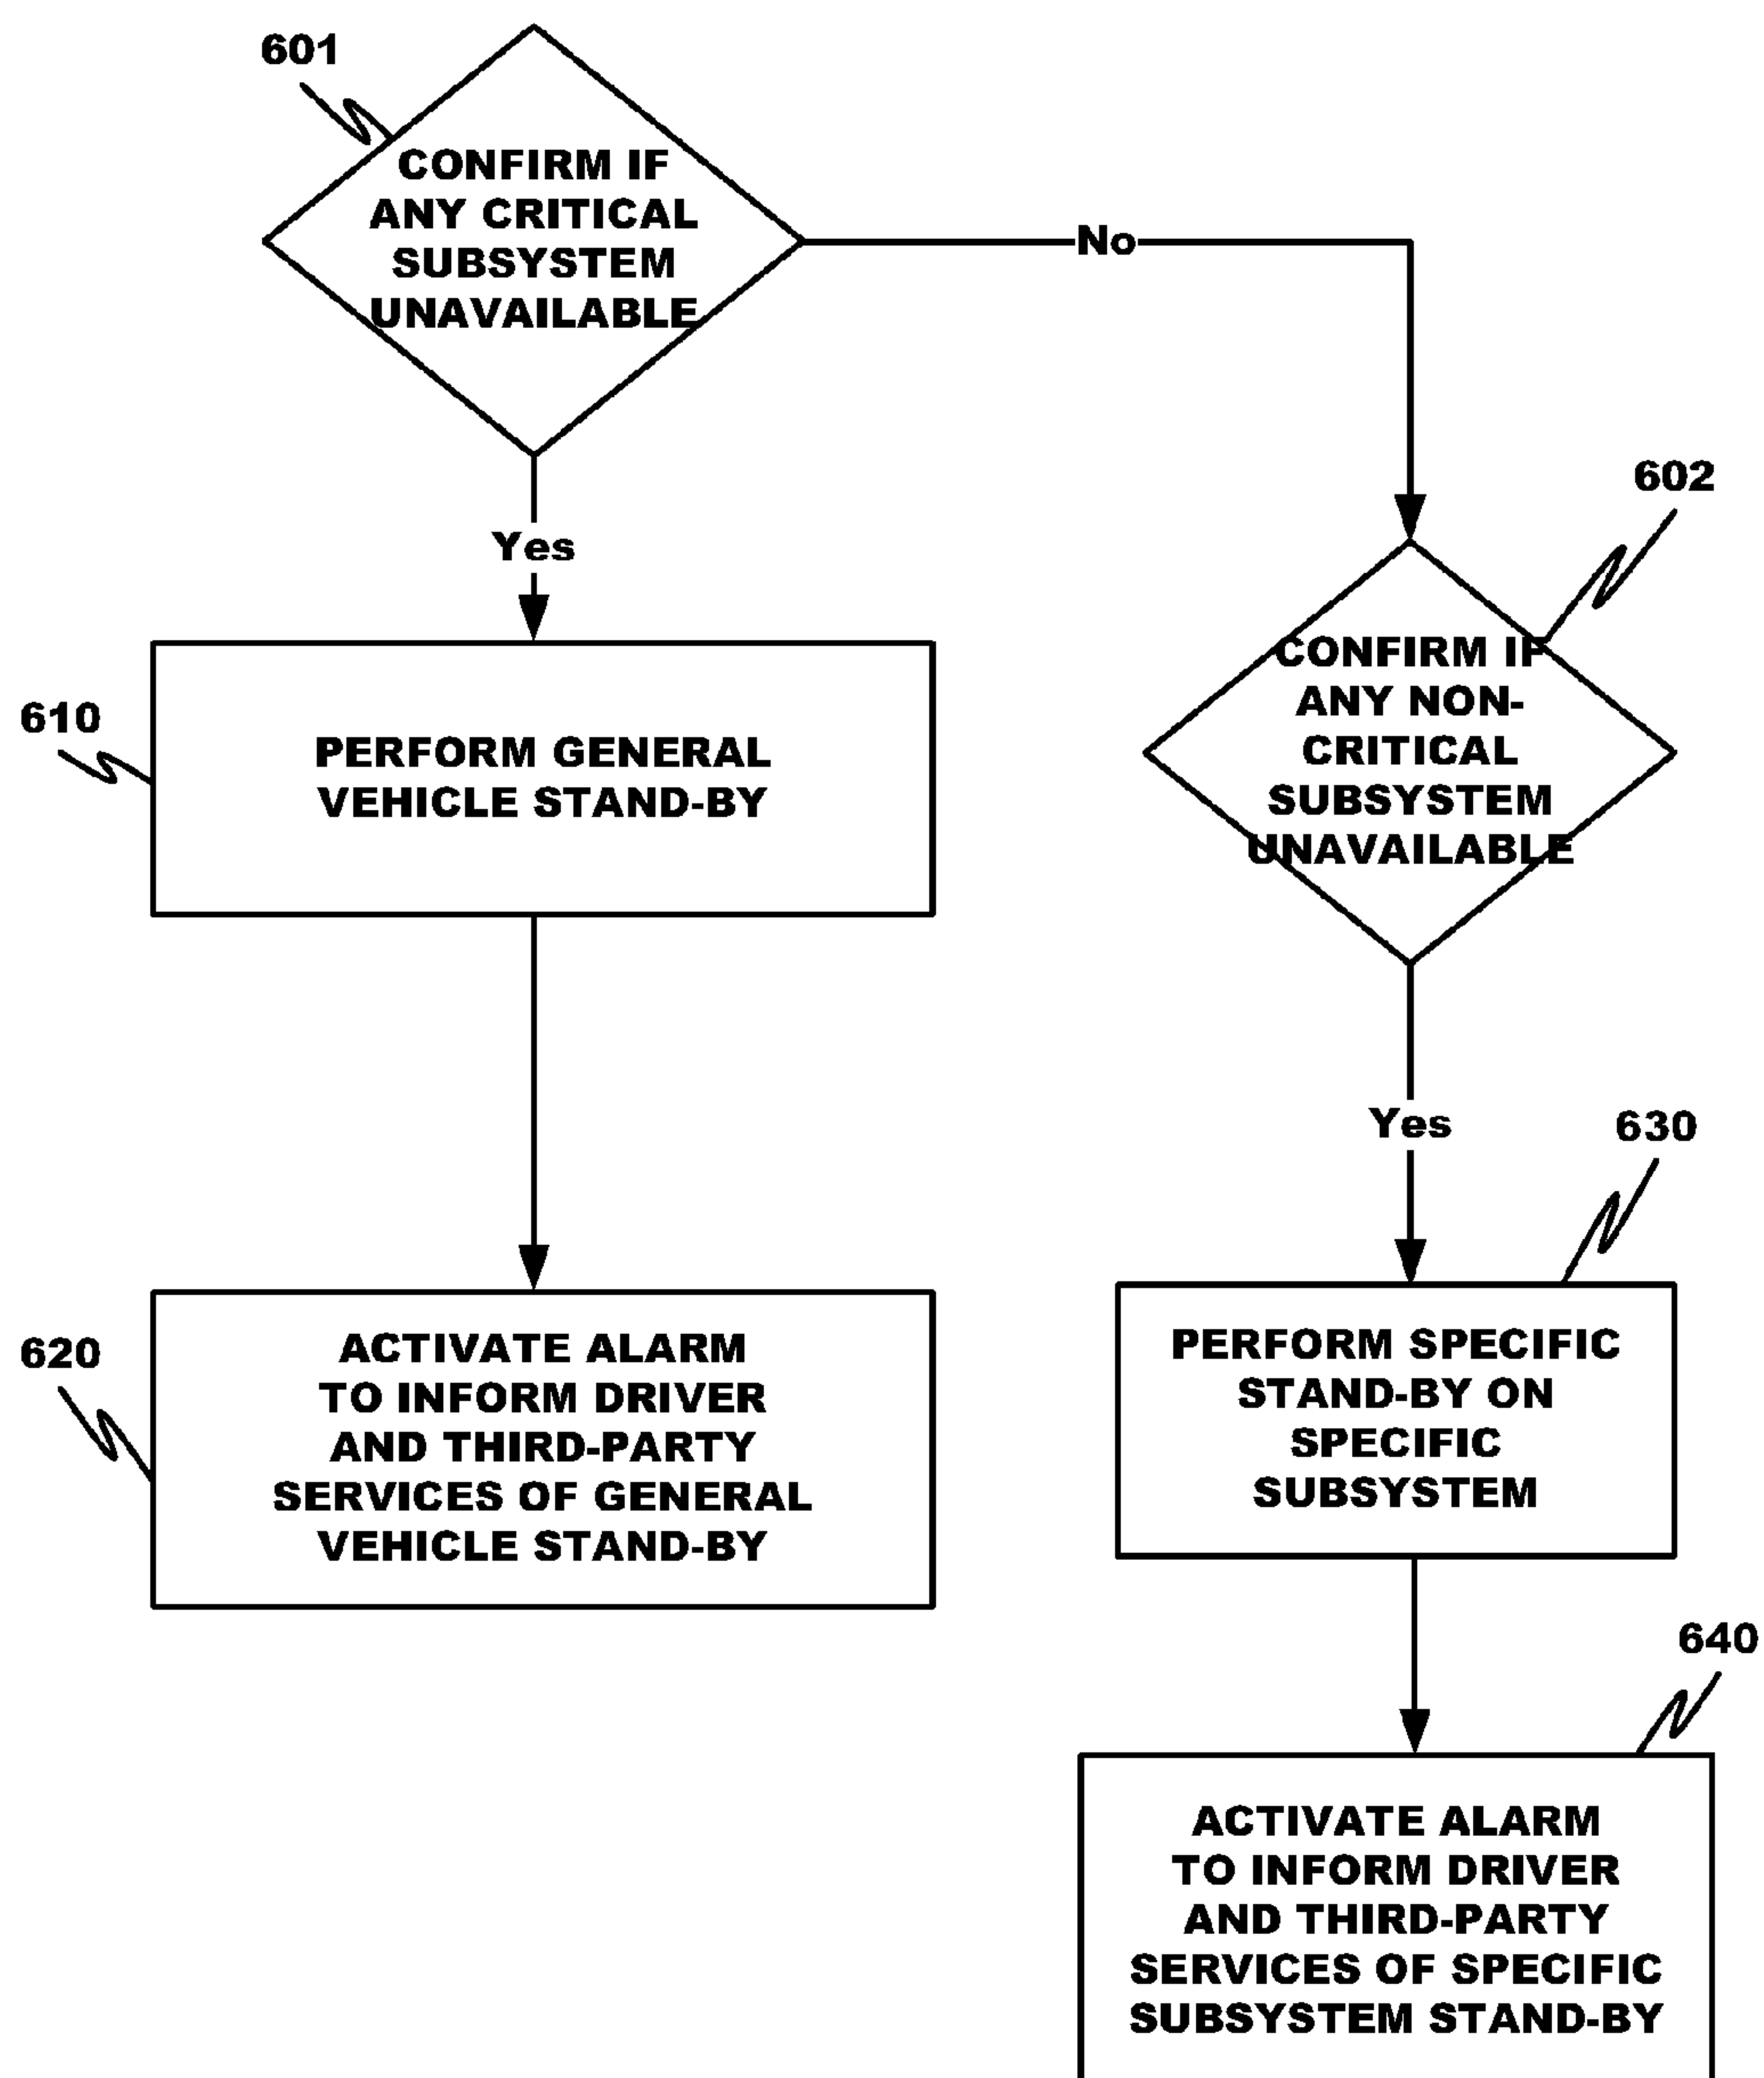 601
CONFIRM IF
ANY CRITICAL
SUBSYSTEM
UNAVAILABLE
No
Yes
602
CONFIRM IF
ANY NON-
CRITICAL
SUBSYSTEM
UNAVAILABLE
610
PERFORM GENERAL
VEHICLE STAND-BY
Yes
630
620
ACTIVATE ALARM
TO INFORM DRIVER
AND THIRD-PARTY
SERVICES OF GENERAL
VEHICLE STAND-BY
PERFORM SPECIFIC
STAND-BY ON
SPECIFIC
SUBSYSTEM
640
ACTIVATE ALARM
TO INFORM DRIVER
AND THIRD-PARTY
SERVICES OF SPECIFIC
SUBSYSTEM STAND-BY